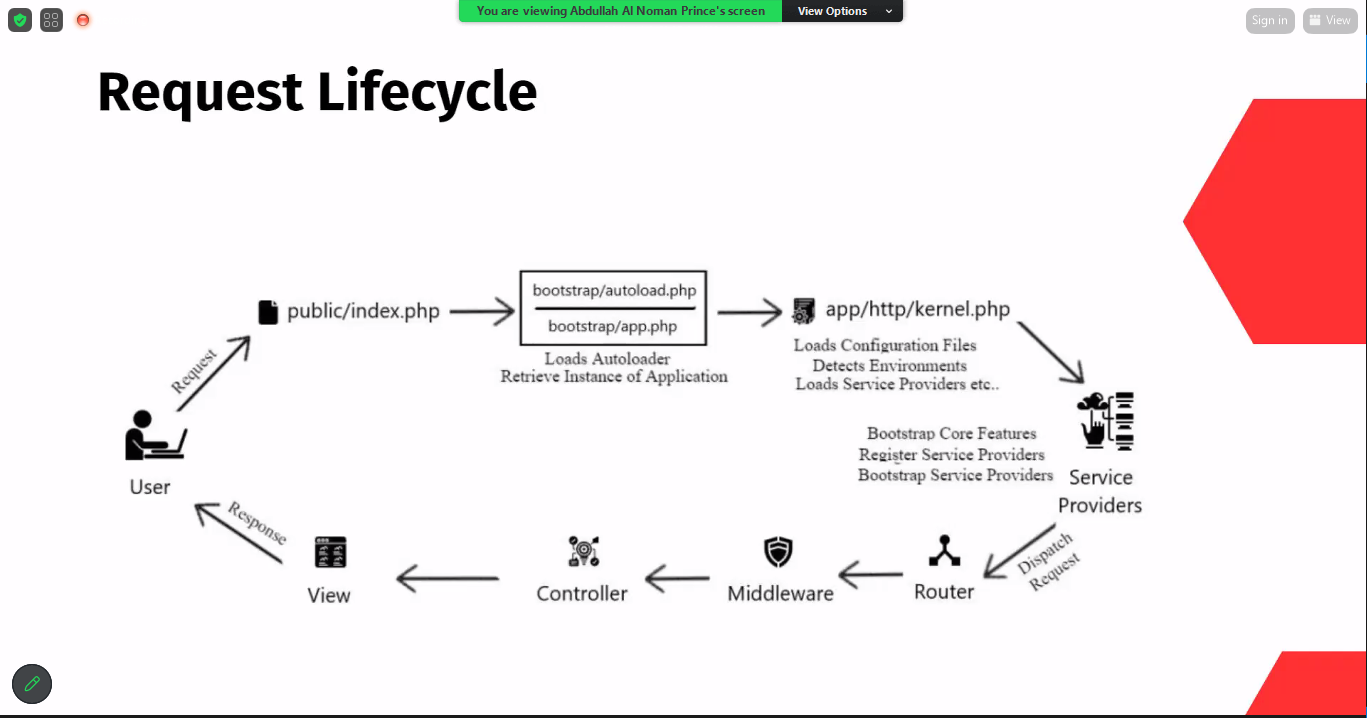 You are viewing Abdullah Al Noman Prince's screen
View Options
Sign in
View
Request Lifecycle
public/index.php
bootstrap/autoload.php
bootstrap/app.php
Loads Autoloader
Retrieve Instance of Application
app/http/kernel.php
Loads Configuration Files
Detects Environments
Loads Service Providers etc..
Request
User
Bootstrap Core Features
Register Service Providers
Bootstrap Service Providers
Service
Providers
Dispatch
Request
Router
Middleware
Controller
View
Response